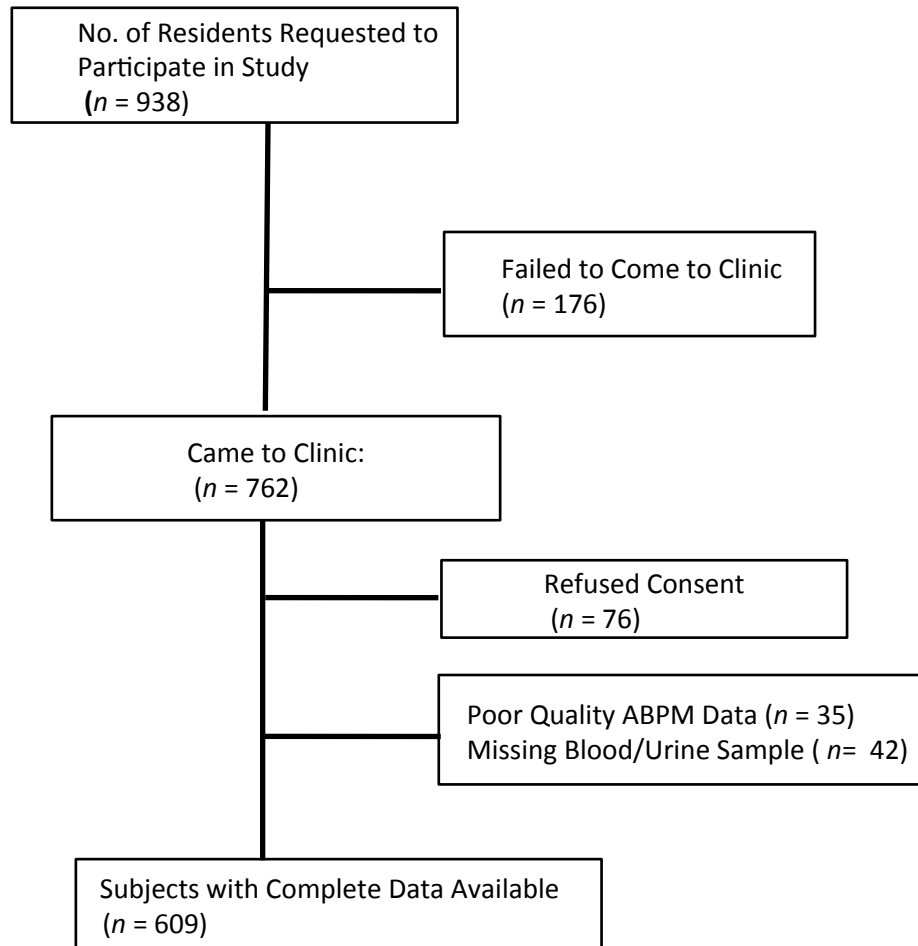 No. of Residents Requested to
Participate in Study
(n = 938)
Failed to Come to Clinic
(n = 176)
Came to Clinic:
(n = 762)
Refused Consent
(n = 76)
Poor Quality ABPM Data (n = 35)
Missing Blood/Urine Sample ( n= 42)
Subjects with Complete Data Available
(n = 609)